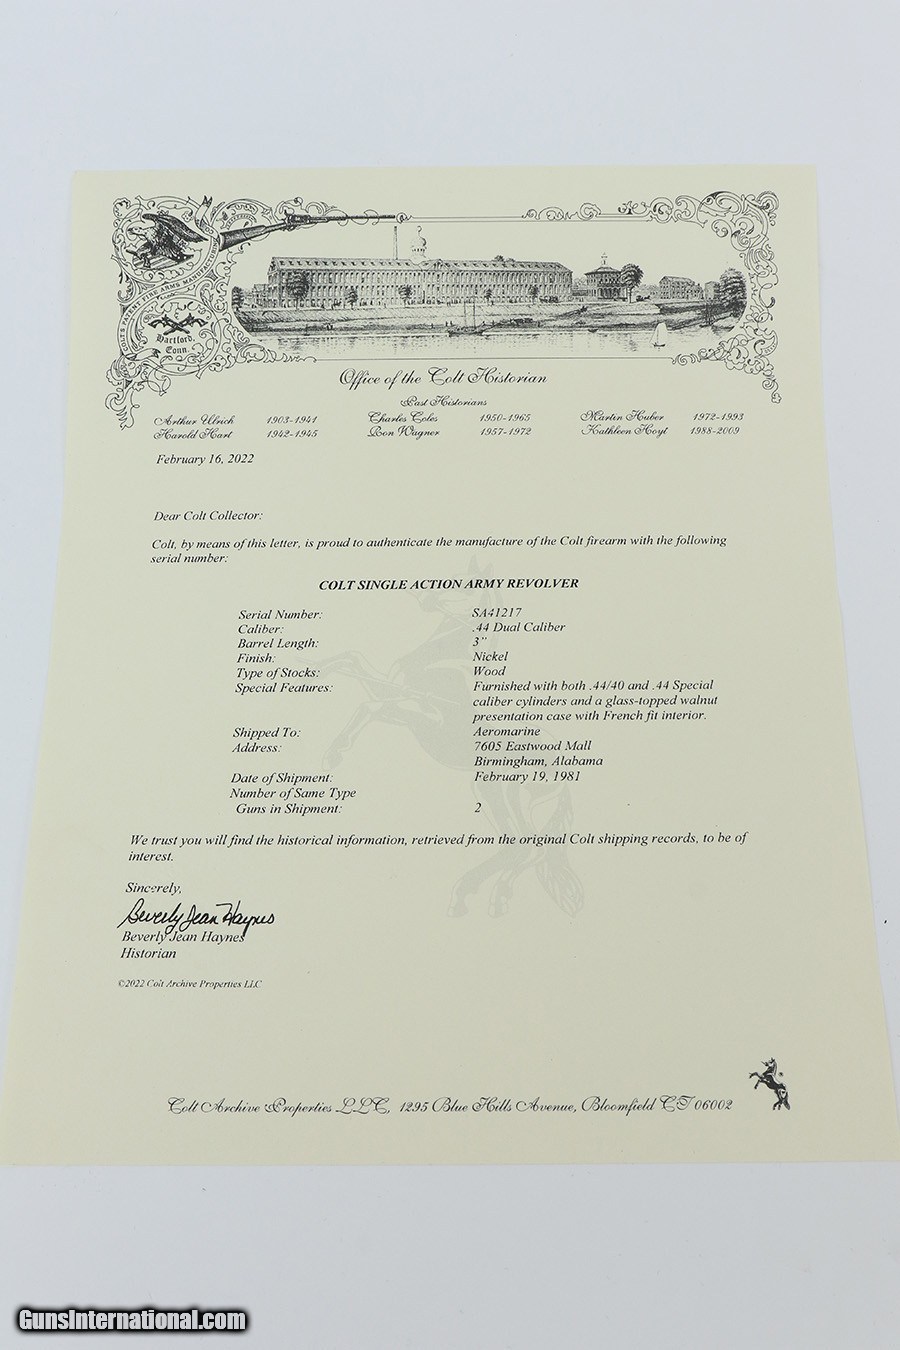 COLT'S PATENT FIRE ARMS MANUFACTURING
Hartford,
Conn.
Office of the Colt Historian
Past Historians
Arthur Ulrich 1903-1941 Charles Coles 1950-1965 Martin Huber 1972-1993
Harold Hart 1942-1945 Ron Wagner 1957-1972 Kathleen Hoyt 1988-2009
February 16, 2022
Dear Colt Collector:
Colt, by means of this letter, is proud to authenticate the manufacture of the Colt firearm with the following
serial number:
COLT SINGLE ACTION ARMY REVOLVER
Serial Number: SA41217
Caliber: .44 Dual Caliber
Barrel Length: 3"
Finish: Nickel
Type of Stocks: Wood
Special Features: Furnished with both .44/40 and .44 Special
caliber cylinders and a glass-topped walnut
presentation case with French fit interior.
Shipped To: Aeromarine
Address: 7605 Eastwood Mall
Birmingham, Alabama
Date of Shipment: February 19, 1981
Number of Same Type
Guns in Shipment: 2
We trust you will find the historical information, retrieved from the original Colt shipping records, to be of
interest.
Sincerely,
Beverly Jean Haynes
Beverly Jean Haynes
Historian
©2022 Colt Archive Properties LLC
Colt Archive Properties LLC, 1295 Blue Hills Avenue, Bloomfield CT 06002
GunsInternational.com